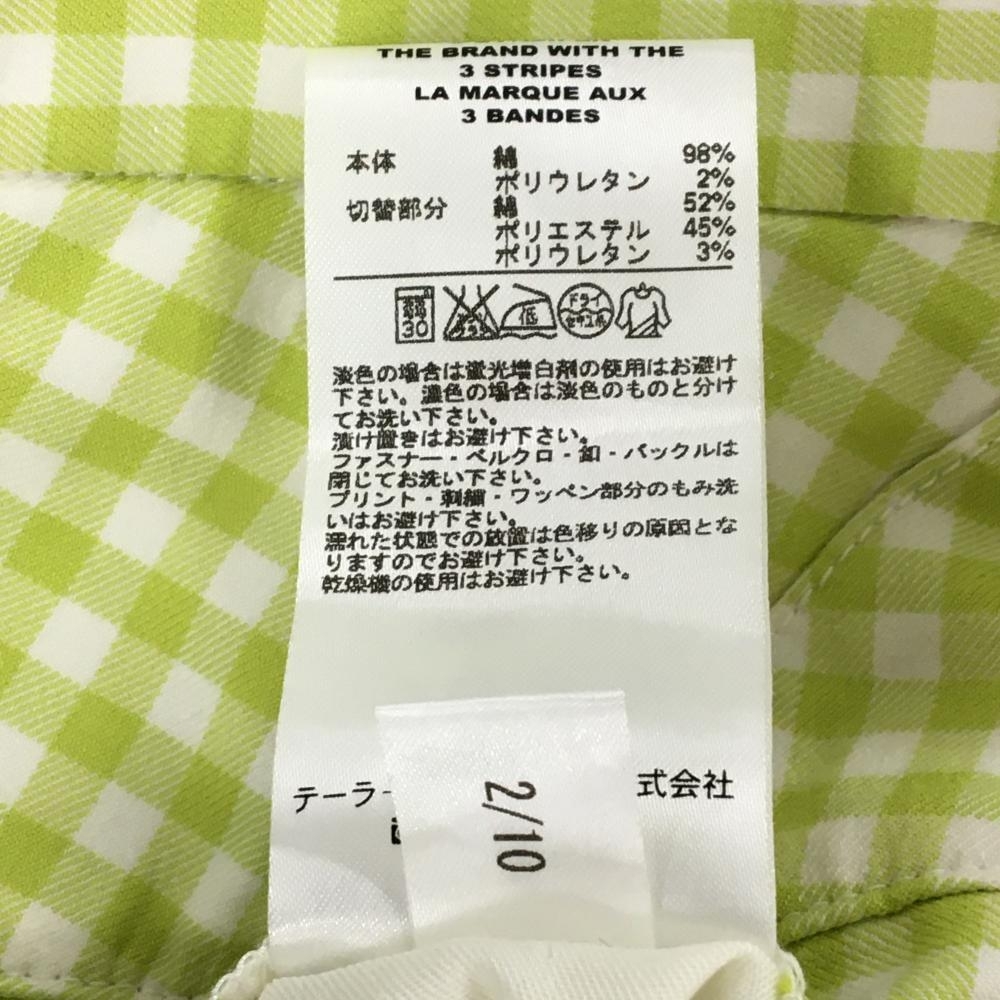 THE BRAND WITH THE
3 STRIPES
LA MARQUE AUX
3 BANDES
本体 綿 98%
ポリウレタン 2%
切替部分 綿 52%
ポリエステル 45%
ポリウレタン 3%
30 低 ドライ
淡色の場合は蛍光増白剤の使用はお避け
下さい。濃色の場合は淡色のものと分け
てお洗い下さい。
漬け置きはお避け下さい。
ファスナー・ベルクロ・釦・バックルは
閉じてお洗い下さい。
プリント・刺繍・ワッペン部分のもみ洗
いはお避け下さい。
濡れた状態での放置は色移りの原因とな
りますのでお避け下さい。
乾燥機の使用はお避け下さい。
テーラー 式会社
2/10